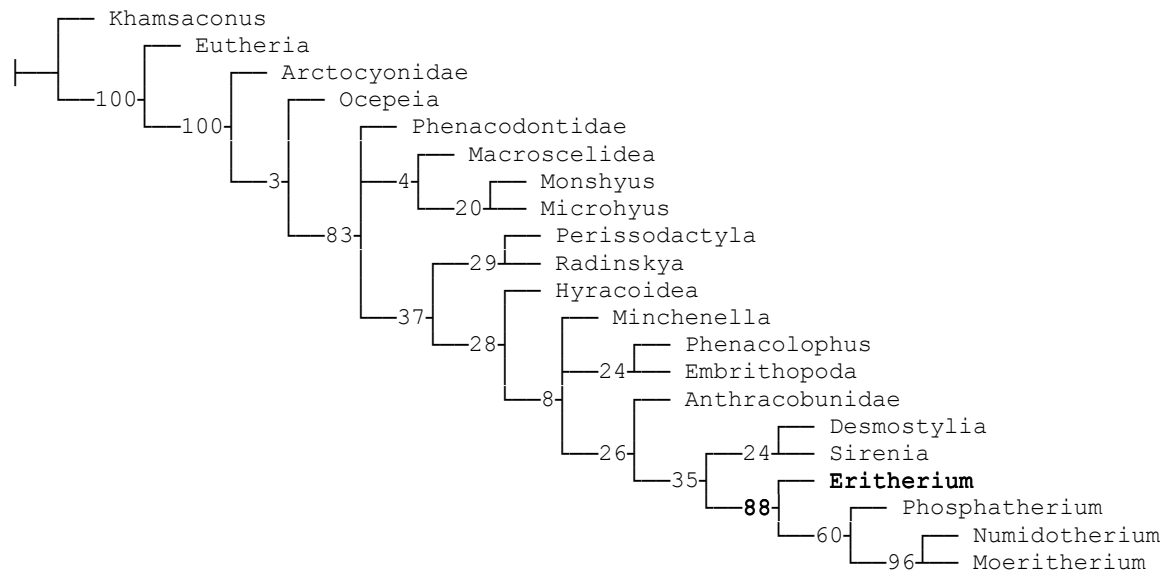 Khamsaconus
Eutheria
Arctocyonidae
100 Ocepeia
100 Phenacodontidae
Macroscelidea
3 4 Monshyus
20 Microhyus
83 Perissodactyla
29 Radinskya
Hyracoidea
37 Minchenella
28 Phenacolophus
24 Embrithopoda
8 Anthracobunidae
Desmostylia
26 24 Sirenia
35 Eritherium
88 Phosphatherium
60 Numidotherium
96 Moeritherium